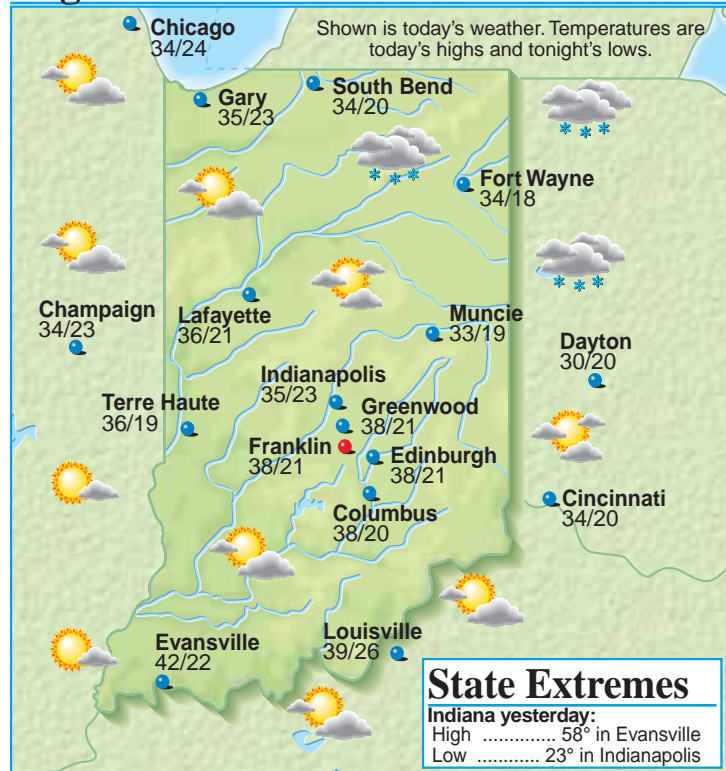 Shown is today's weather. Temperatures are
today's highs and tonight's lows.
Chicago
34/24
Gary
35/23
South Bend
34/20
Fort Wayne
34/18
Champaign
34/23
Lafayette
36/21
Muncie
33/19
Dayton
30/20
Indianapolis
35/23
Terre Haute
36/19
Greenwood
38/21
Franklin
38/21
Edinburgh
38/21
Columbus
38/20
Cincinnati
34/20
Evansville
42/22
Louisville
39/26
State Extremes
Indiana yesterday:
High .............. 58° in Evansville
Low ............ 23° in Indianapolis